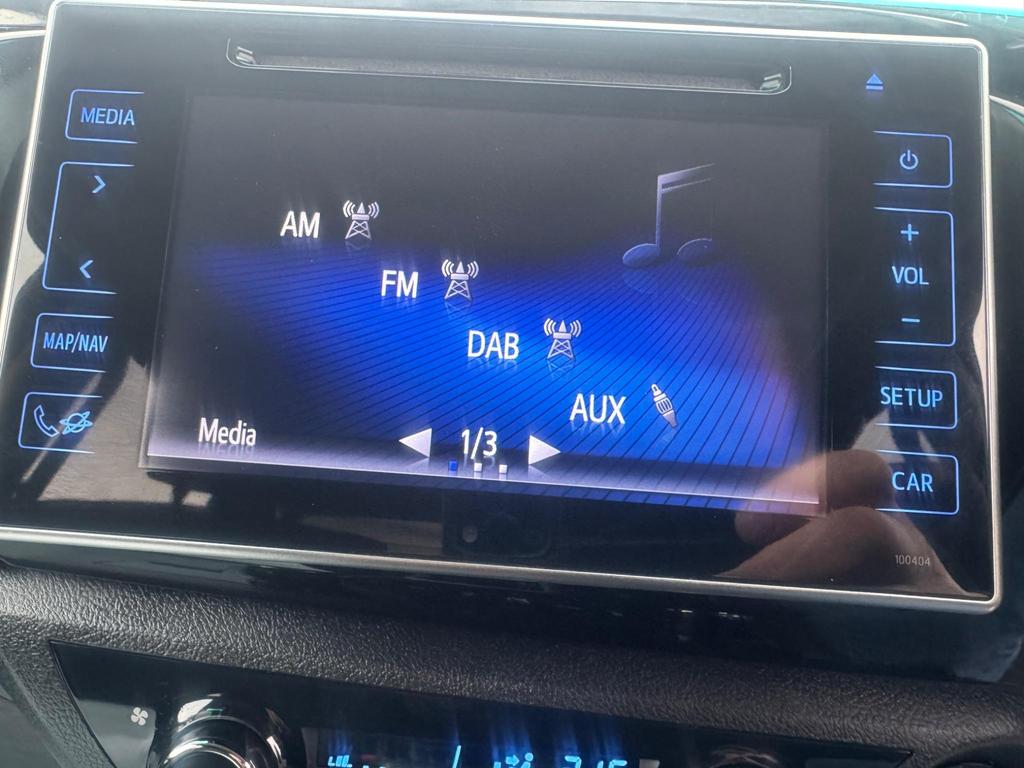 MEDIA
MAP/NAV
AM
FM
DAB
AUX
Media
1/3
+
VOL
−
SETUP
CAR
100404